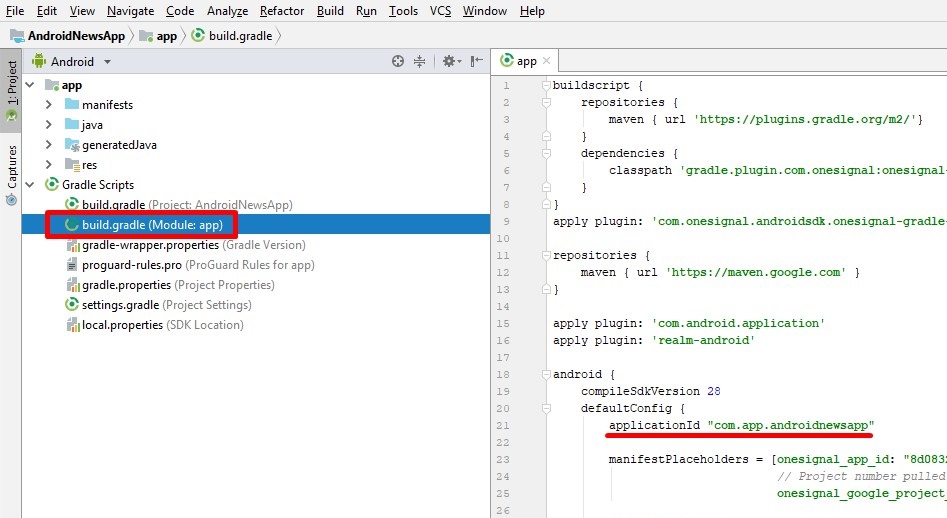 File Edit View Navigate Code Analyze Refactor Build Run Tools VCS Window Help
AndroidNewsApp app build.gradle
1: Project
Captures
Android
app
manifests
java
generatedJava
res
Gradle Scripts
build.gradle (Project: AndroidNewsApp)
build.gradle (Module: app)
gradle-wrapper.properties (Gradle Version)
proguard-rules.pro (ProGuard Rules for app)
gradle.properties (Project Properties)
settings.gradle (Project Settings)
local.properties (SDK Location)
app
1 buildscript {
2 repositories {
3 maven { url 'https://plugins.gradle.org/m2/'}
4 }
5 dependencies {
6 classpath 'gradle.plugin.com.onesignal:onesignal-
7 }
8 }
9 apply plugin: 'com.onesignal.androidsdk.onesignal-gradle-
10
11 repositories {
12 maven { url 'https://maven.google.com' }
13 }
14
15 apply plugin: 'com.android.application'
16 apply plugin: 'realm-android'
17
18 android {
19 compileSdkVersion 28
20 defaultConfig {
21 applicationId "com.app.androidnewsapp"
22
23 manifestPlaceholders = [onesignal_app_id: "8d083
24 // Project number pulled
25 onesignal_google_project_
26